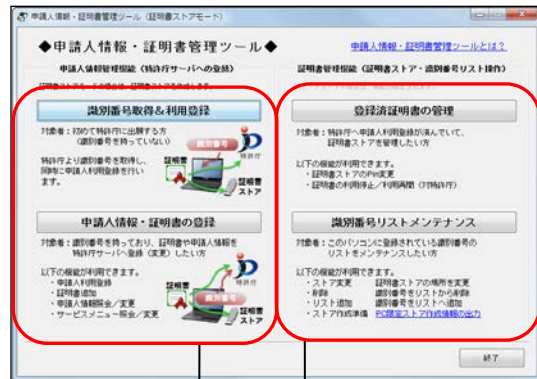 申請人情報・証明書管理ツール（証明書ストアモード）
◆申請人情報・証明書管理ツール◆
申請人情報・証明書管理ツールとは？
申請人情報管理機能（特許庁サーバへの登録）
証明書管理機能（証明書ストア・識別番号リスト操作）
識別番号取得＆利用登録
対象者：初めて特許庁に出願する方
（識別番号を持っていない）
特許庁より識別番号を取得し、
同時に申請人利用登録を行い
ます。
識別番号
特許庁
証明書
証明書
ストア
申請人情報・証明書の登録
対象者：識別番号を持っており、証明書や申請人情報を
特許庁サーバへ登録（変更）したい方
以下の機能が利用できます。
・申請人利用登録
・証明書追加
・申請人情報照会／変更
・サービスメニュー照会／変更
特許庁
証明書
識別番号
証明書
ストア
登録済証明書の管理
対象者：特許庁へ申請人利用登録が済んでいて、
証明書ストアを管理したい方
以下の機能が利用できます。
・証明書ストアのPin変更
・証明書の利用停止／利用再開（対特許庁）
識別番号リストメンテナンス
対象者：このパソコンに登録されている識別番号の
リストをメンテナンスしたい方
以下の機能が利用できます。
・ストア変更 証明書ストアの場所を変更
・削除 識別番号をリストから削除
・リスト追加 識別番号をリストへ追加
・ストア作成準備 PC限定ストア作成情報の出力
終了